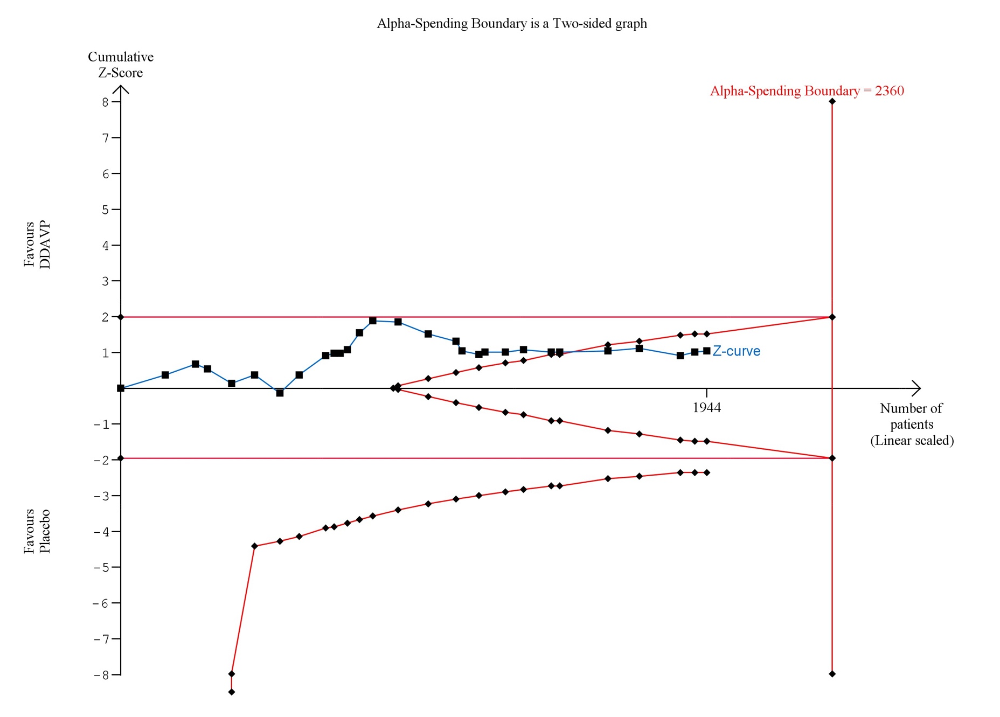 Alpha-Spending Boundary is a Two-sided graph
Cumulative
Z-Score
Alpha-Spending Boundary = 2360
8
7
6
5
4
3
2
1
-1
-2
-3
-4
-5
-6
-7
-8
Favours
DDAVP
Favours
Placebo
Z-curve
1944
Number of
patients
(Linear scaled)